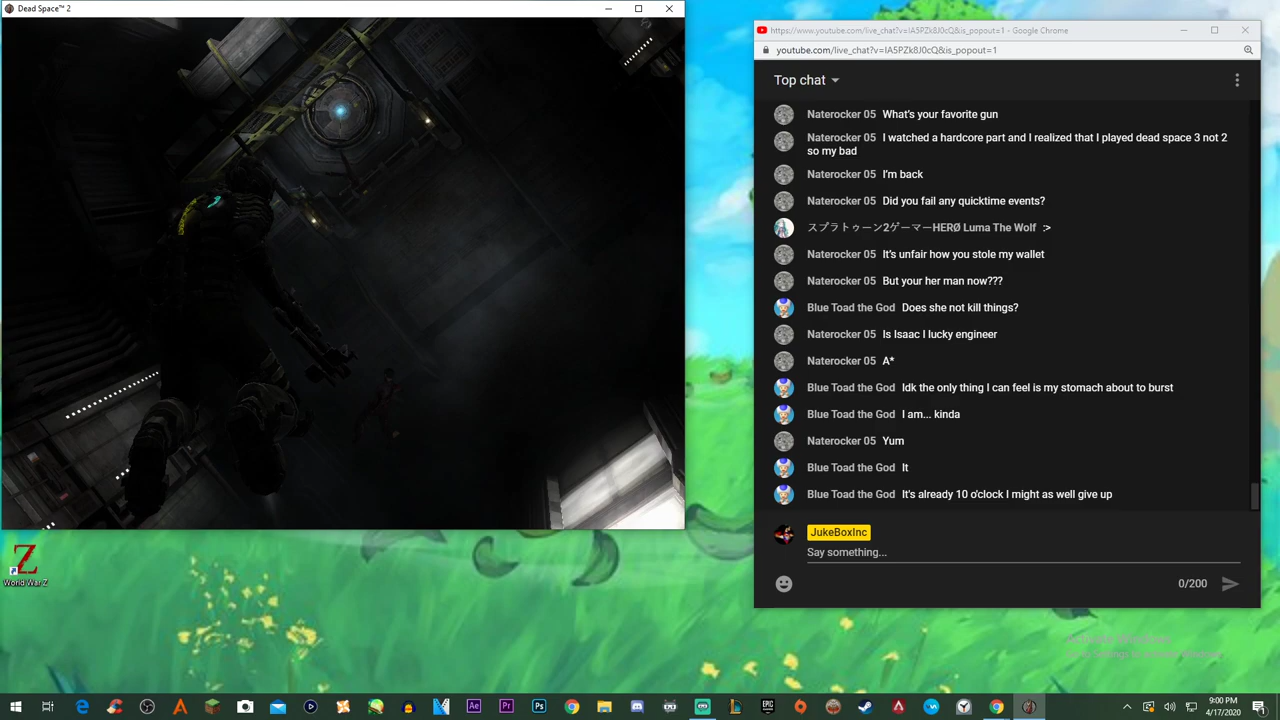 Dead Space™ 2
https://www.youtube.com/live_chat?v=IA5PZk8J0cQ&is_popout=1 - Google Chrome
youtube.com/live_chat?v=IA5PZk8J0cQ&is_popout=1
Top chat
Naterocker 05 What's your favorite gun
Naterocker 05 I watched a hardcore part and I realized that I played dead space 3 not 2
so my bad
Naterocker 05 I'm back
Naterocker 05 Did you fail any quicktime events?
スプラトゥーン2ゲーマーHERØ Luma The Wolf :>
Naterocker 05 It's unfair how you stole my wallet
Naterocker 05 But your her man now???
Blue Toad the God Does she not kill things?
Naterocker 05 Is Isaac I lucky engineer
Naterocker 05 A*
Blue Toad the God Idk the only thing I can feel is my stomach about to burst
Blue Toad the God I am... kinda
Naterocker 05 Yum
Blue Toad the God It
Blue Toad the God It's already 10 o'clock I might as well give up
JukeBoxInc
Say something...
0/200
Z
World War Z
Ae
Pr
Ps
EPIC
9:00 PM
4/17/2020